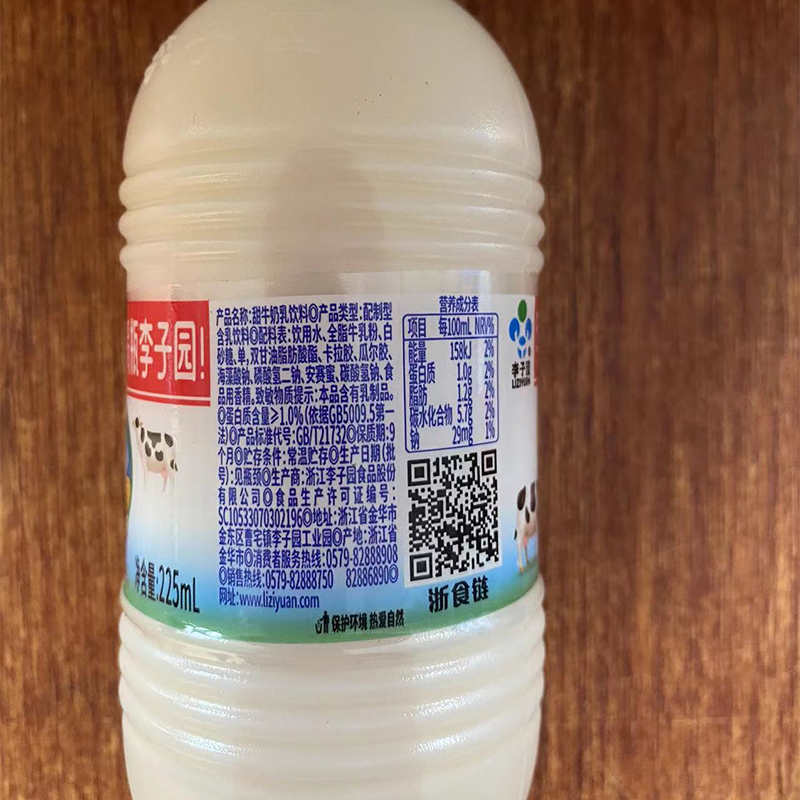 瓶李子园!
净含量:225mL
产品名称:甜牛奶乳饮料◎产品类型:配制型
含乳饮料◎配料表:饮用水、全脂牛乳粉、白
砂糖、单,双甘油脂肪酸酯、卡拉胶、瓜尔胶、
海藻酸钠、磷酸氢二钠、安赛蜜、碳酸氢钠、食
品用香精。致敏物质提示:本品含有乳制品。
◎蛋白质含量≥1.0%(依据GB5009.5第一
法)◎产品标准代号:GB/T21732◎保质期:9
个月◎贮存条件:常温贮存◎生产日期(批
号):见瓶颈◎生产商:浙江李子园食品股份
有限公司◎食品生产许可证编号:
SC10533070302196◎地址:浙江省金华市
金东区曹宅镇李子园工业园◎产地:浙江省
金华市◎消费者服务热线:0579-82888908
◎销售热线:0579-82888750 82886890◎
网址:www.liziyuan.com
保护环境 热爱自然
营养成分表
项目 每100mL NRV%
能量 158kJ 2%
蛋白质 1.0g 2%
脂肪 1.2g 2%
碳水化合物 5.7g 2%
钠 29mg 1%
浙食链
李子园
LIZIYUAN